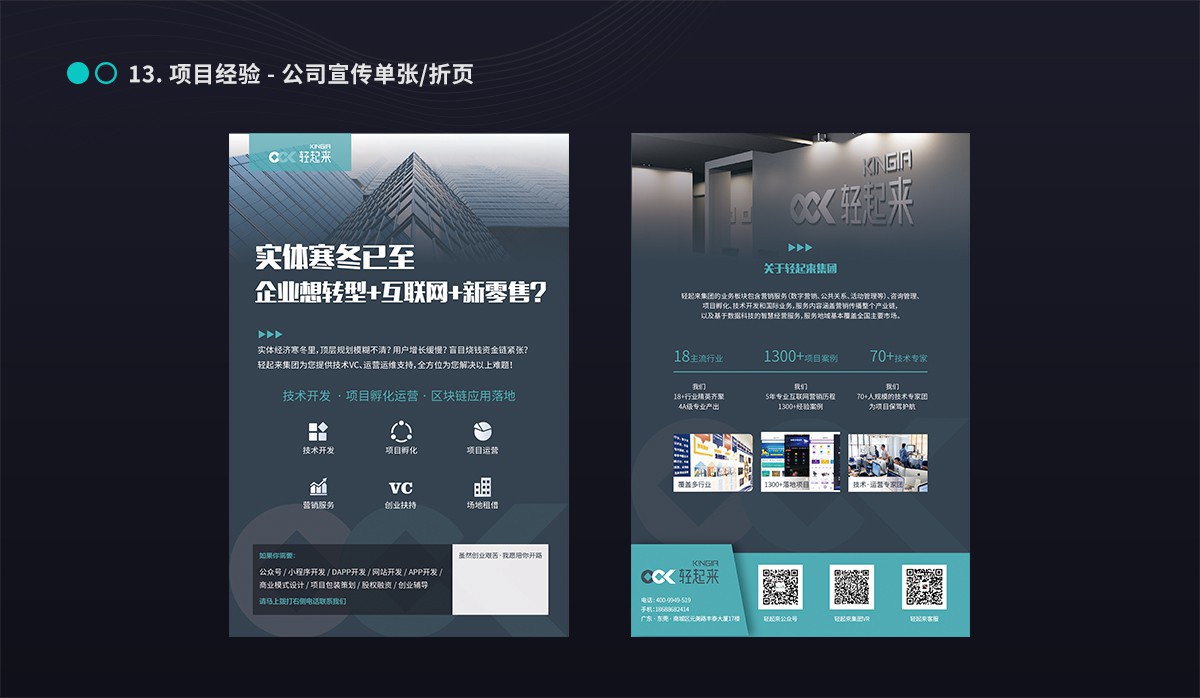 13. 项目经验 - 公司宣传单张/折页
KINGIA
轻起来
实体寒冬已至
企业想转型+互联网+新零售?
实体经济寒冬里,顶层规划模糊不清? 用户增长缓慢? 盲目烧钱资金链紧张?
轻起来集团为您提供技术VC、运营运维支持,全方位为您解决以上难题!
技术开发 · 项目孵化运营 · 区块链应用落地
技术开发
项目孵化
项目运营
VC
营销服务
创业扶持
场地租借
如果你需要:
公众号 / 小程序开发 / DAPP开发 / 网站开发 / APP开发 /
商业模式设计 / 项目包装策划 / 股权融资 / 创业辅导
请马上拨打右侧电话联系我们
虽然创业艰苦 · 我愿陪你开路
KINGIA
轻起来
关于轻起来集团
轻起来集团的业务板块包含营销服务(数字营销、公共关系、活动管理等)、咨询管理、
项目孵化、技术开发和国际业务,服务内容涵盖营销传播整个产业链,
以及基于数据科技的智慧经营服务,服务地域基本覆盖全国主要市场。
18主流行业
1300+项目案例
70+技术专家
我们
18+行业精英齐聚
4A级专业产出
我们
5年专业互联网营销历程
1300+经验案例
我们
70+人规模的技术专家团
为项目保驾护航
覆盖多行业
1300+落地项目
技术 · 运营专家团
KINGIA
轻起来
电话: 400-9949-519
手机: 18688682414
广东 · 东莞 · 南城区元美路丰泰大厦17楼
轻起来公众号
轻起来集团VR
轻起来客服